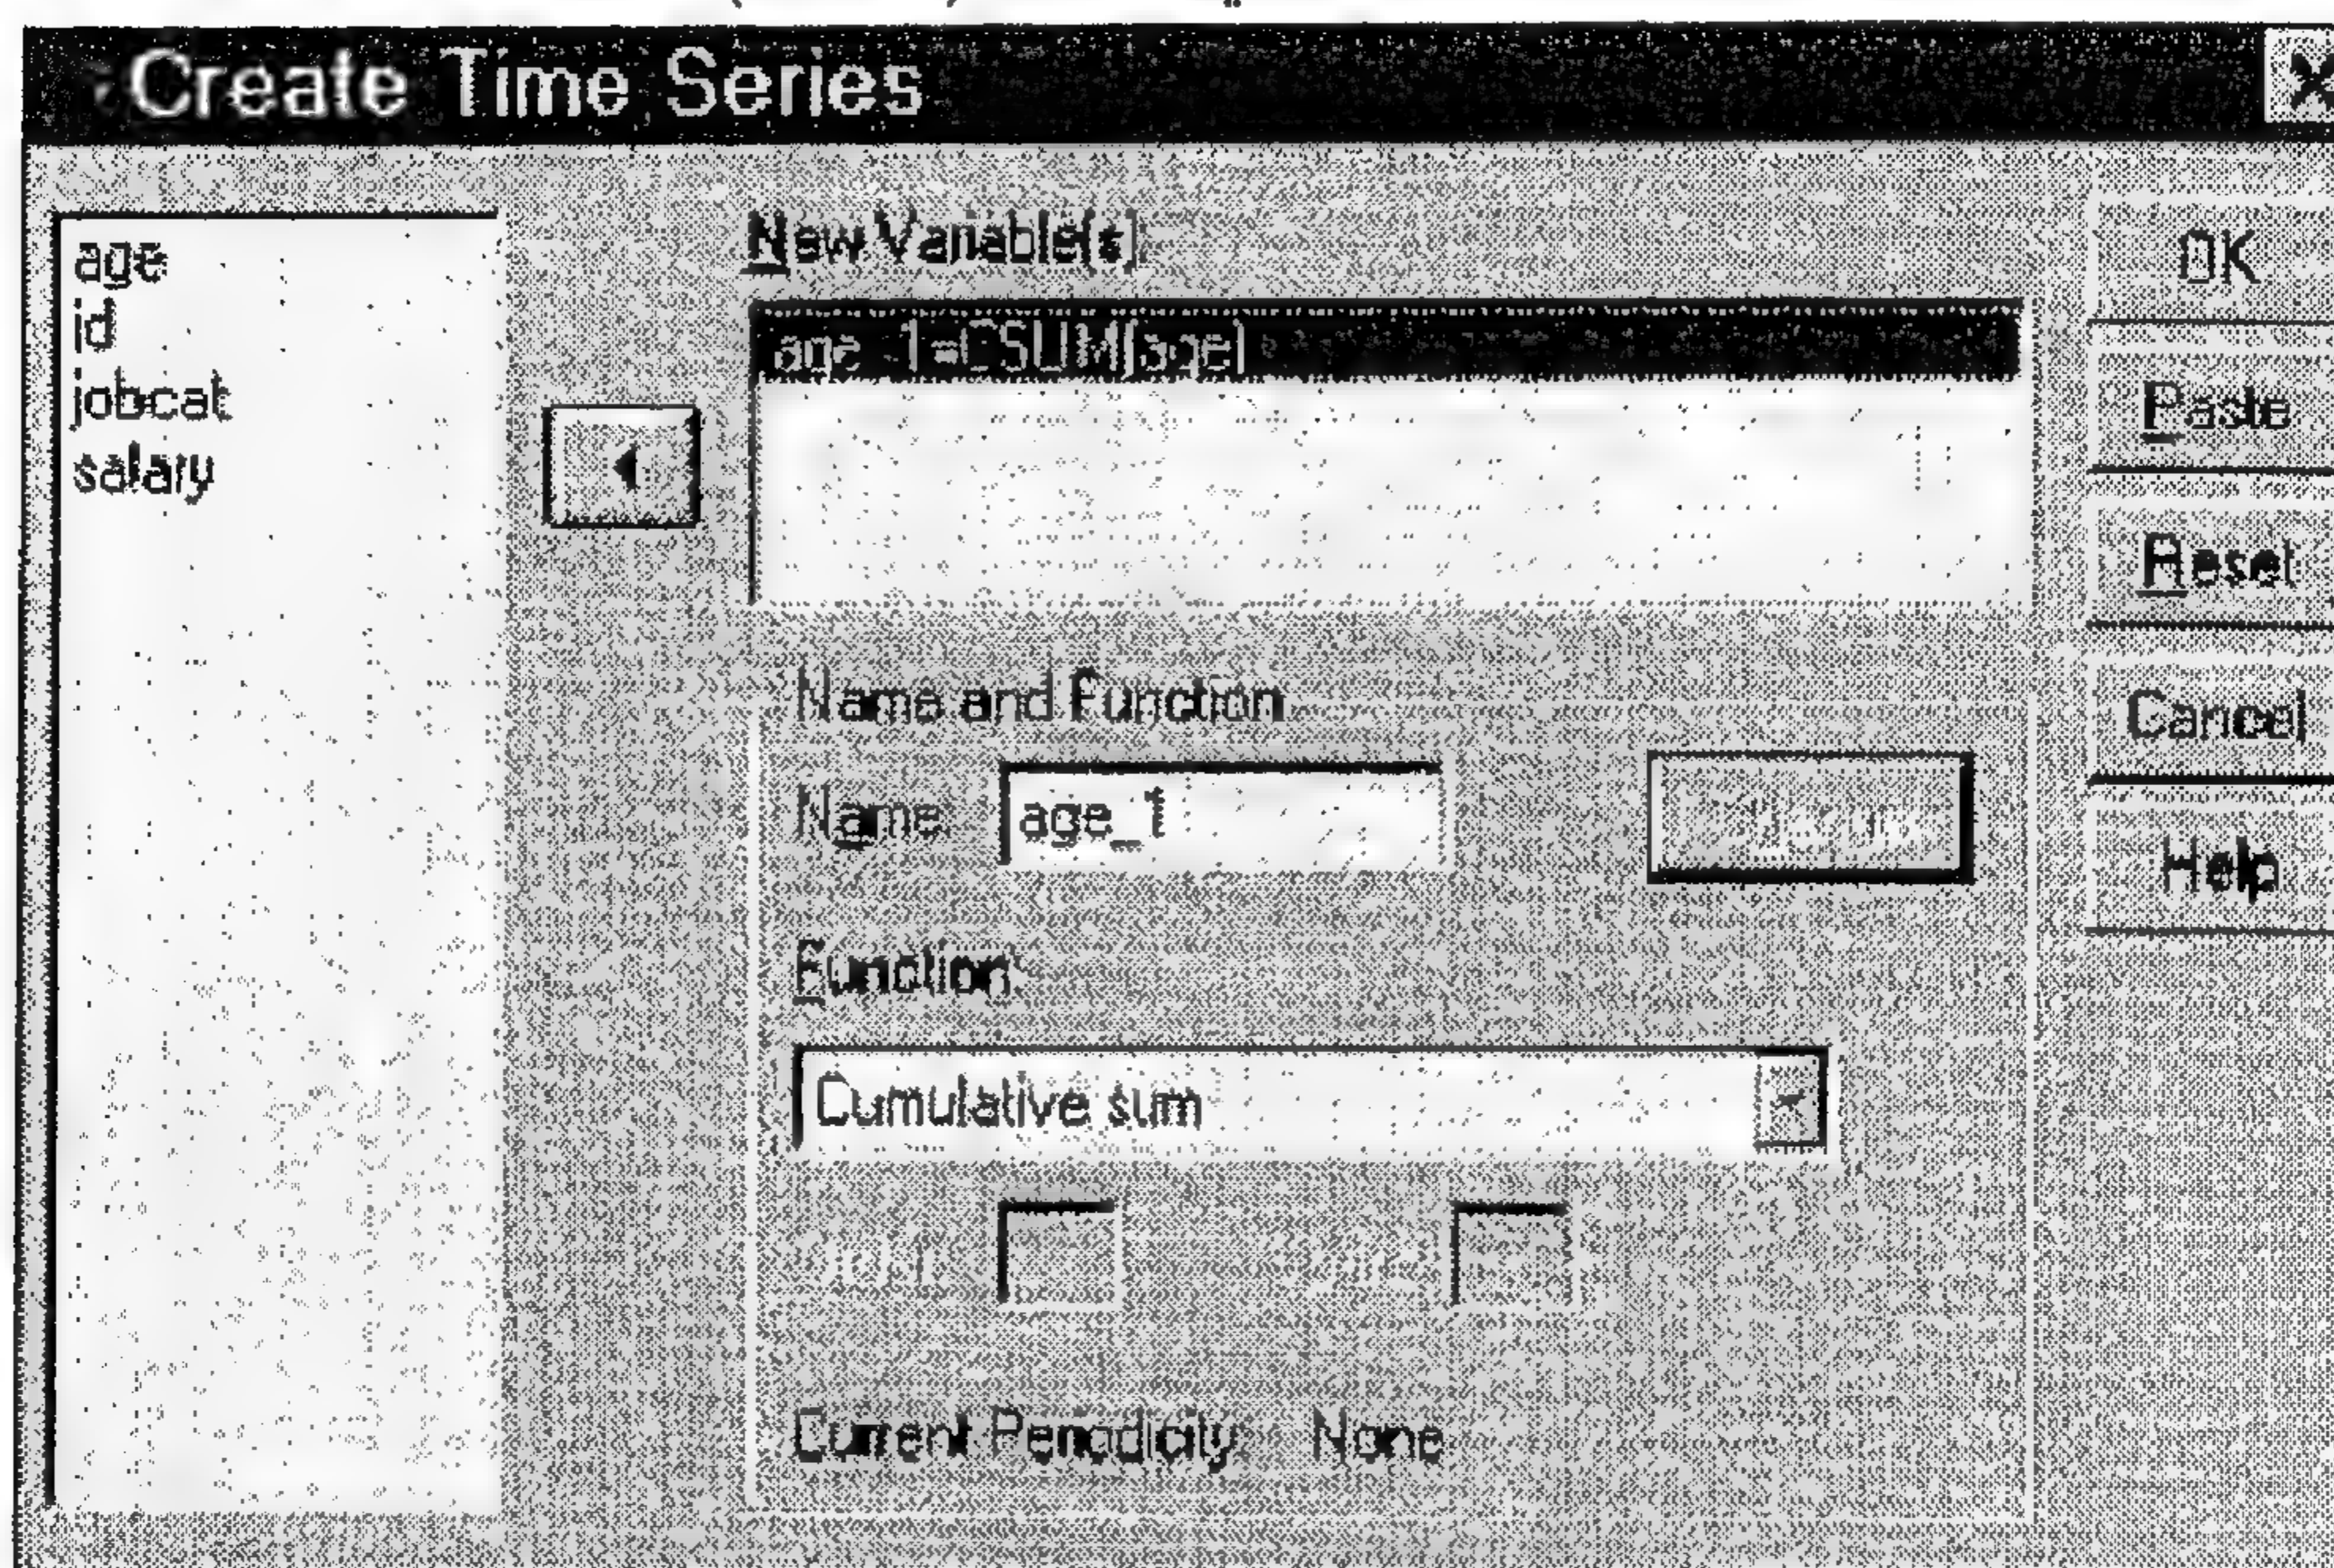 Create Time Series
age
id
jobcat
salary
New Variable(s):
age_1=CSUM(age)
OK
Paste
Reset
Cancel
Help
Name and Function
Name: age_1
Function:
Cumulative sum
Current Periodicity: None